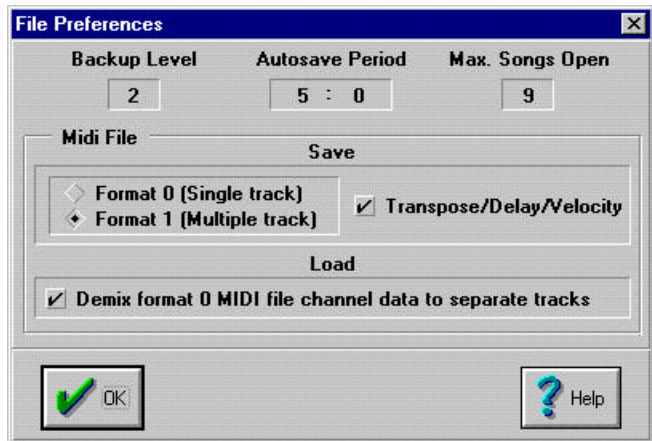 File Preferences
Backup Level Autosave Period Max. Songs Open
2 5 : 0 9
Midi File
Save
Format 0 (Single track)
Format 1 (Multiple track)
Transpose/Delay/Velocity
Load
Demix format 0 MIDI file channel data to separate tracks
OK
? Help